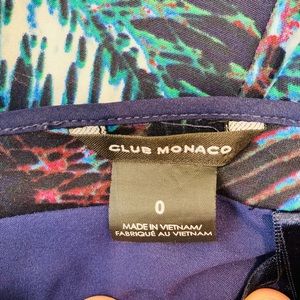 CLUB MONACO
0
MADE IN VIETNAM/
FABRIQUÉ AU VIETNAM